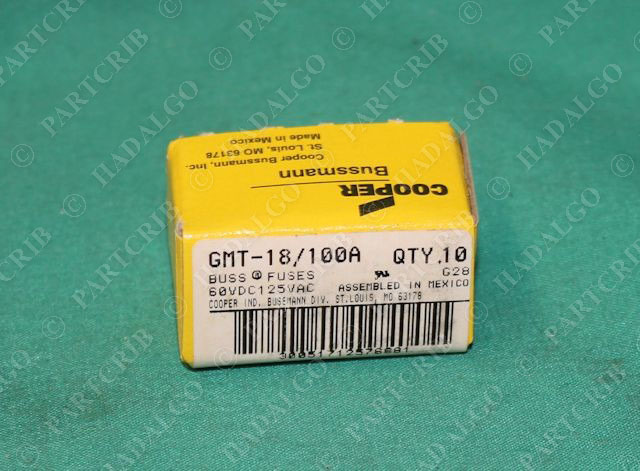 COOPER
Bussmann
Cooper Bussmann, Inc.
St. Louis, MO 63178
Made in Mexico
GMT-18/100A QTY.10
BUSS® FUSES G28
60VDC125VAC ASSEMBLED IN MEXICO
COOPER IND. BUSSMANN DIV. ST.LOUIS, MO 63178
© PARTCRIB
© HADALGO